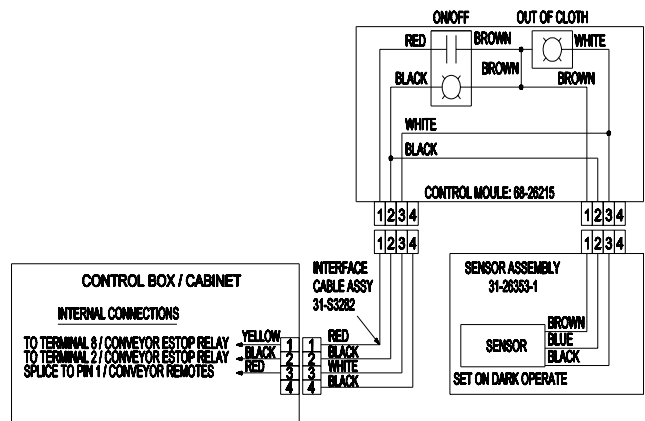 ON/OFF OUT OF CLOTH
RED BROWN WHITE
BLACK BROWN BROWN
WHITE
BLACK
CONTROL MOULE: 68-26215
1 2 3 4 1 2 3 4
1 2 3 4 1 2 3 4
INTERFACE
CABLE ASSY
31-S3282
SENSOR ASSEMBLY
31-26353-1
BROWN
BLUE
BLACK
SENSOR
SET ON DARK OPERATE
CONTROL BOX / CABINET
INTERNAL CONNECTIONS
TO TERMINAL 8 / CONVEYOR ESTOP RELAY YELLOW 1 1 RED
TO TERMINAL 2 / CONVEYOR ESTOP RELAY BLACK 2 2 BLACK
SPLICE TO PIN 1 / CONVEYOR REMOTES RED 3 3 WHITE
4 4 BLACK